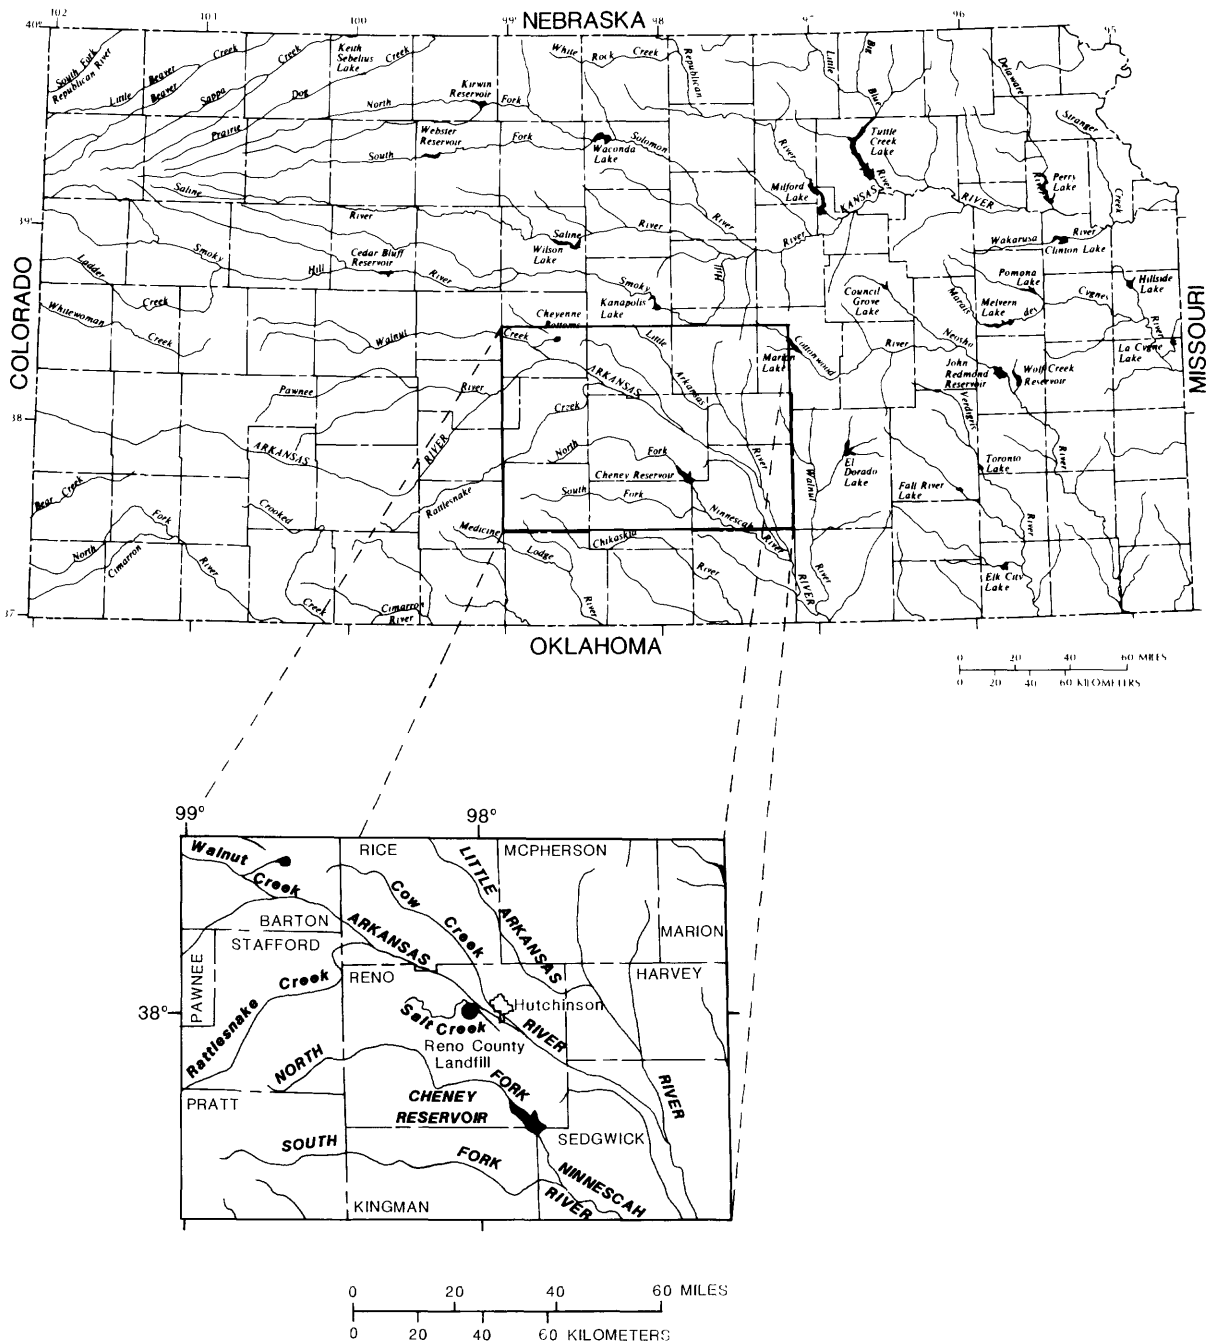 NEBRASKA
40°
102
101
100
99
98
97
96
95
South Fork
Republican River
Little Beaver Creek
Beaver
Sappa Creek
Prairie Dog Creek
Keith
Sebelius
Lake
White Rock Creek
Republican River
Little Blue River
Big
Delaware River
Stranger Creek
North Fork
Kirwin
Reservoir
Webster
Reservoir
South Fork
Waconda
Lake
Solomon River
Tuttle
Creek
Lake
Perry
Lake
Milford
Lake
KANSAS RIVER
39°
Saline River
Saline River
Wilson
Lake
Wakarusa River
Clinton Lake
Ladder Creek
Smoky Hill River
Cedar Bluff
Reservoir
Smoky Hill River
Kanapolis
Lake
Council
Grove
Lake
Pomona
Lake
Melvern
Lake
Marais des Cygnes River
Hillside
Lake
COLORADO
MISSOURI
Whitewoman Creek
Walnut Creek
Cheyenne
Bottoms
Little Arkansas River
Marion
Lake
Cottonwood River
Neosho
John
Redmond
Reservoir
Wolf Creek
Reservoir
La Cygne
Lake
38
Pawnee River
ARKANSAS RIVER
ARKANSAS RIVER
Rattlesnake Creek
North Fork
Cheney Reservoir
South Fork
Ninnescah River
Walnut River
El
Dorado
Lake
Verdigris River
Toronto
Lake
Fall River
Lake
Bear Creek
Crooked Creek
North Fork
Cimarron River
Cimarron
River
Medicine Lodge River
Chikaskia River
Elk City
Lake
37
OKLAHOMA
0 20 40 60 MILES
0 20 40 60 KILOMETERS
99°
98°
Walnut Creek
RICE
MCPHERSON
LITTLE ARKANSAS RIVER
Cow Creek
BARTON
STAFFORD
ARKANSAS RIVER
MARION
PAWNEE
Rattlesnake Creek
RENO
HARVEY
38°
Hutchinson
Salt Creek
Reno County
Landfill
NORTH FORK
CHENEY
RESERVOIR
PRATT
SEDGWICK
SOUTH FORK
NINNESCAH
RIVER
KINGMAN
0 20 40 60 MILES
0 20 40 60 KILOMETERS